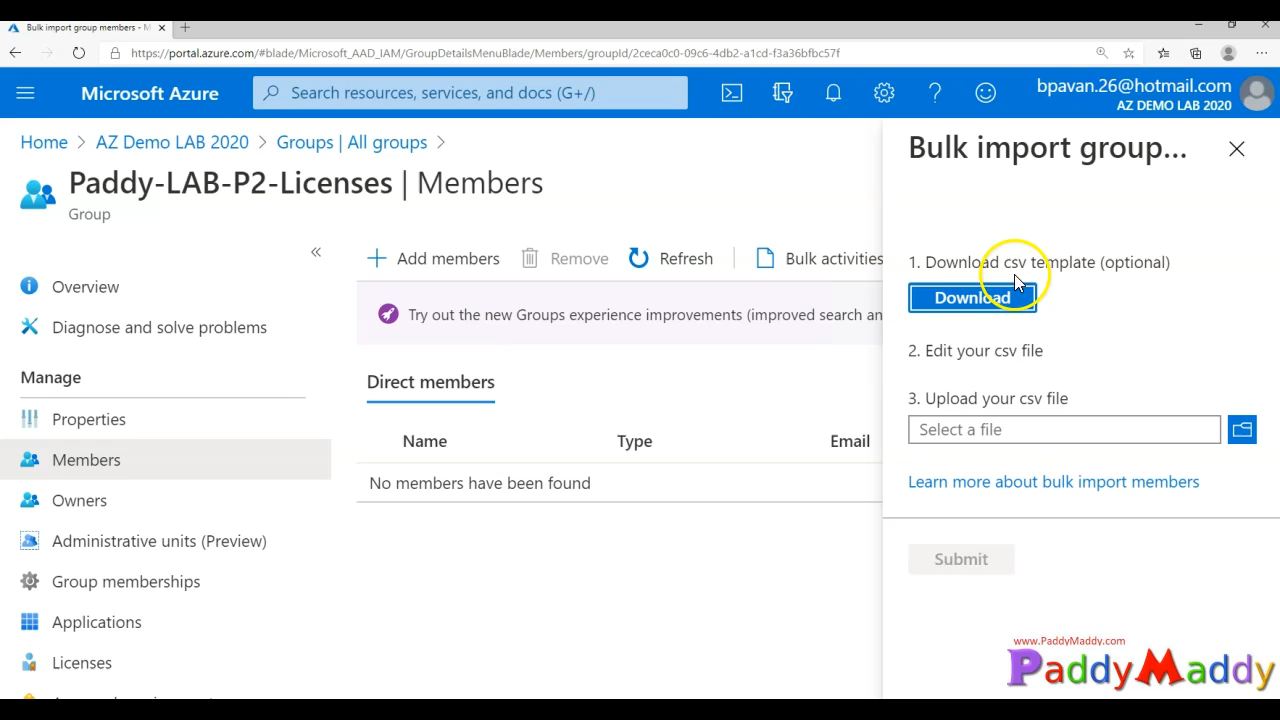 Bulk import group members - M
https://portal.azure.com/#blade/Microsoft_AAD_IAM/GroupDetailsMenuBlade/Members/groupId/2ceca0c0-09c6-4db2-a1cd-f3a36bfbc57f
Microsoft Azure
Search resources, services, and docs (G+/)
bpavan.26@hotmail.com
AZ DEMO LAB 2020
Home > AZ Demo LAB 2020 > Groups | All groups >
Paddy-LAB-P2-Licenses | Members
Group
Overview
Diagnose and solve problems
Manage
Properties
Members
Owners
Administrative units (Preview)
Group memberships
Applications
Licenses
Add members
Remove
Refresh
Bulk activities
Try out the new Groups experience improvements (improved search an
Direct members
Name Type Email
No members have been found
Bulk import group...
1. Download csv template (optional)
Download
2. Edit your csv file
3. Upload your csv file
Select a file
Learn more about bulk import members
Submit
www.PaddyMaddy.com
PaddyMaddy